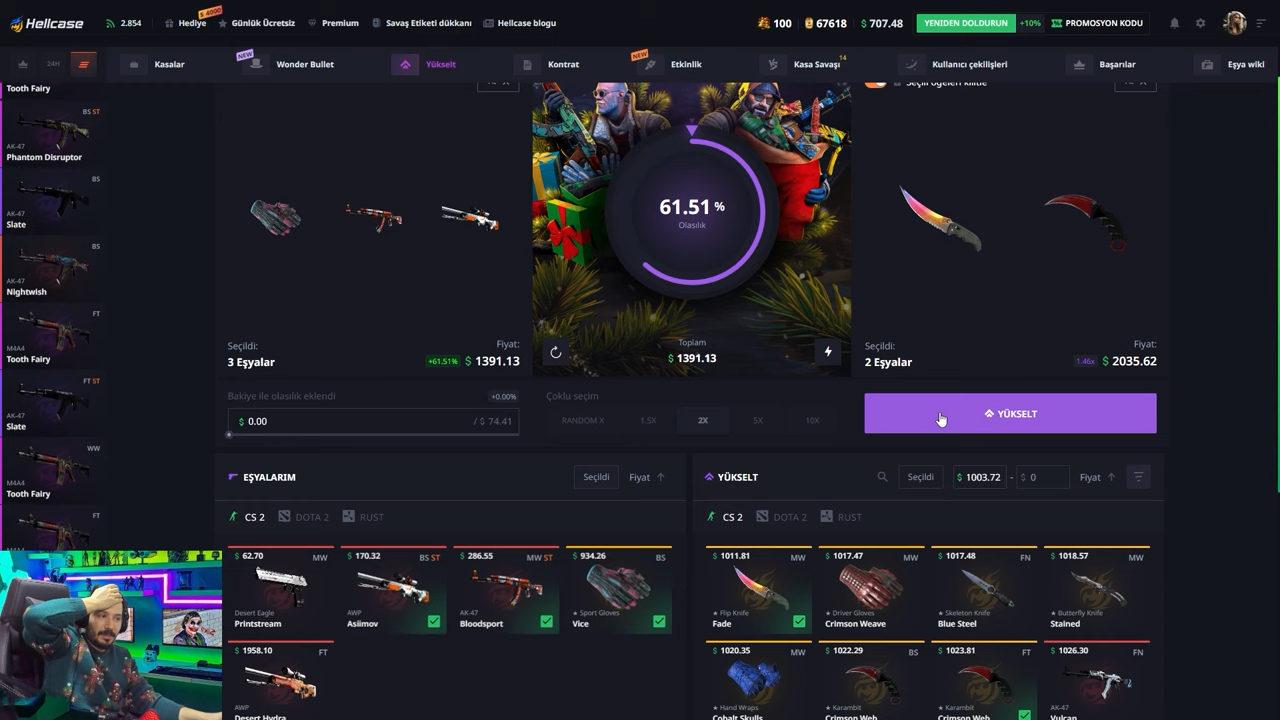 Hellcase
2.854
Hediye
$ 4000
Günlük Ücretsiz
Premium
Savaş Etiketi dükkanı
Hellcase blogu
100
67618
$ 707.48
YENİDEN DOLDURUN
+10%
PROMOSYON KODU
24H
Kasalar
NEW
Wonder Bullet
Yükselt
Kontrat
NEW
Etkinlik
Kasa Savaşı
14
Kullanıcı çekilişleri
Başarılar
Eşya wiki
Tooth Fairy
BS ST
AK-47
Phantom Disruptor
BS
AK-47
Slate
BS
AK-47
Nightwish
FT
M4A4
Tooth Fairy
FT ST
AK-47
Slate
WW
M4A4
Tooth Fairy
FT
Seçili öğeleri kilitle
61.51 %
Olasılık
Seçildi:
3 Eşyalar
Fiyat:
+61.51%
$ 1391.13
Toplam
$ 1391.13
Seçildi:
2 Eşyalar
Fiyat:
1.46x
$ 2035.62
Bakiye ile olasılık eklendi
+0.00%
$ 0.00
/ $ 74.41
Çoklu seçim
RANDOM X
1.5X
2X
5X
10X
YÜKSELT
EŞYALARIM
Seçildi
Fiyat
CS 2
DOTA 2
RUST
YÜKSELT
Seçildi
$ 1003.72 - $ 0
Fiyat
CS 2
DOTA 2
RUST
$ 62.70
MW
Desert Eagle
Printstream
$ 170.32
BS ST
AWP
Asiimov
$ 286.55
MW ST
AK-47
Bloodsport
$ 934.26
BS
★ Sport Gloves
Vice
$ 1958.10
FT
AWP
Desert Hydra
$ 1011.81
MW
★ Flip Knife
Fade
$ 1017.47
MW
★ Driver Gloves
Crimson Weave
$ 1017.48
FN
★ Skeleton Knife
Blue Steel
$ 1018.57
MW
★ Butterfly Knife
Stained
$ 1020.35
MW
★ Hand Wraps
Cobalt Skulls
$ 1022.29
BS
★ Karambit
Crimson Web
$ 1023.81
FT
★ Karambit
Crimson Web
$ 1026.30
FN
AK-47
Vulcan